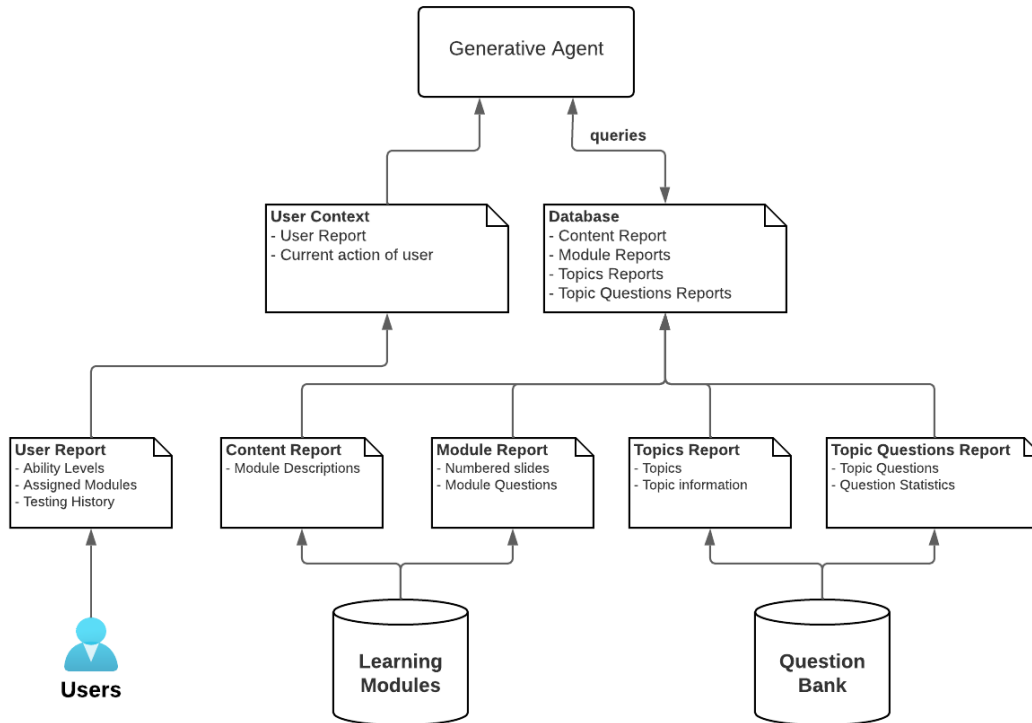 Generative Agent
queries
User Context
- User Report
- Current action of user
Database
- Content Report
- Module Reports
- Topics Reports
- Topic Questions Reports
User Report
- Ability Levels
- Assigned Modules
- Testing History
Content Report
- Module Descriptions
Module Report
- Numbered slides
- Module Questions
Topics Report
- Topics
- Topic information
Topic Questions Report
- Topic Questions
- Question Statistics
Users
Learning
Modules
Question
Bank